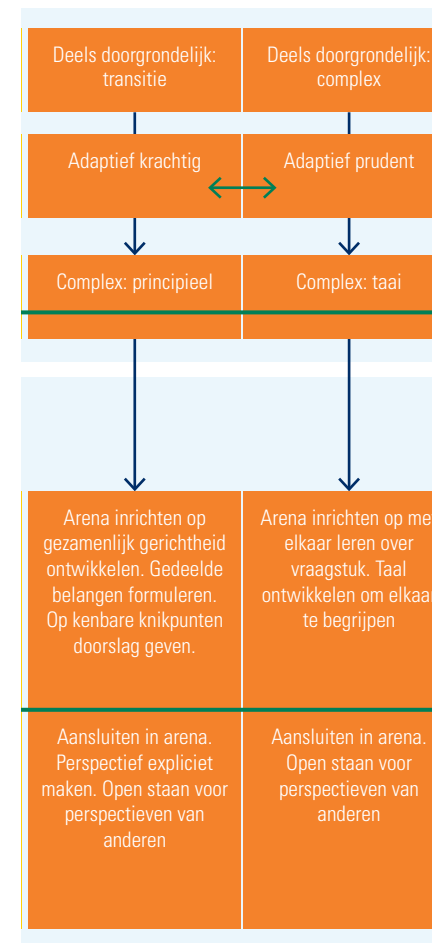 Deels doorgrondelijk:
transitie
Deels doorgrondelijk:
complex
Adaptief krachtig
Adaptief prudent
Complex: principieel
Complex: taai
Arena inrichten op
gezamenlijk gerichtheid
ontwikkelen. Gedeelde
belangen formuleren.
Op kenbare knikpunten
doorslag geven.
Arena inrichten op met
elkaar leren over
vraagstuk. Taal
ontwikkelen om elkaar
te begrijpen
Aansluiten in arena.
Perspectief expliciet
maken. Open staan voor
perspectieven van
anderen
Aansluiten in arena.
Open staan voor
perspectieven van
anderen